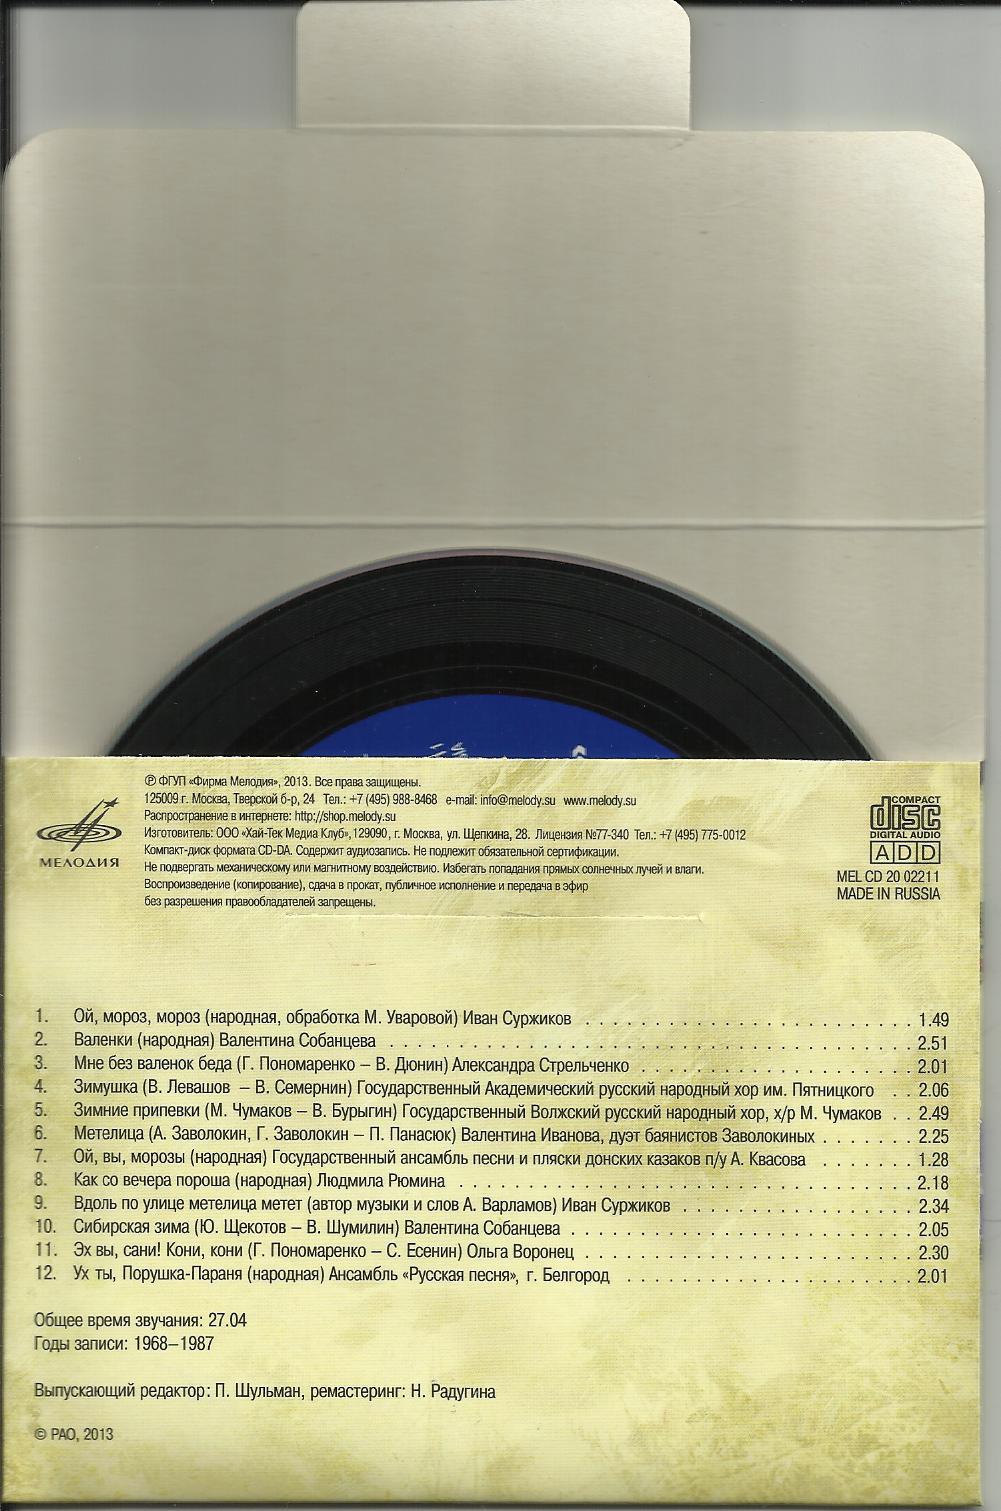 ℗ ФГУП «Фирма Мелодия», 2013. Все права защищены.
125009 г. Москва, Тверской б-р, 24 Тел.: +7 (495) 988-8468 e-mail: info@melody.su www.melody.su
Распространение в интернете: http://shop.melody.su
Изготовитель: ООО «Хай-Тек Медиа Клуб», 129090, г. Москва, ул. Щепкина, 28. Лицензия №77-340 Тел.: +7 (495) 775-0012
Компакт-диск формата CD-DA. Содержит аудиозапись. Не подлежит обязательной сертификации.
Не подвергать механическому или магнитному воздействию. Избегать попадания прямых солнечных лучей и влаги.
Воспроизведение (копирование), сдача в прокат, публичное исполнение и передача в эфир
без разрешения правообладателей запрещены.
МЕЛОДИЯ
COMPACT
disc
DIGITAL AUDIO
ADD
MEL CD 20 02211
MADE IN RUSSIA
1. Ой, мороз, мороз (народная, обработка М. Уваровой) Иван Суржиков 1.49
2. Валенки (народная) Валентина Собанцева 2.51
3. Мне без валенок беда (Г. Пономаренко – В. Дюнин) Александра Стрельченко 2.01
4. Зимушка (В. Левашов – В. Семернин) Государственный Академический русский народный хор им. Пятницкого 2.06
5. Зимние припевки (М. Чумаков – В. Бурыгин) Государственный Волжский русский народный хор, х/р М. Чумаков 2.49
6. Метелица (А. Заволокин, Г. Заволокин – П. Панасюк) Валентина Иванова, дуэт баянистов Заволокиных 2.25
7. Ой, вы, морозы (народная) Государственный ансамбль песни и пляски донских казаков п/у А. Квасова 1.28
8. Как со вечера пороша (народная) Людмила Рюмина 2.18
9. Вдоль по улице метелица метет (автор музыки и слов А. Варламов) Иван Суржиков 2.34
10. Сибирская зима (Ю. Щекотов – В. Шумилин) Валентина Собанцева 2.05
11. Эх вы, сани! Кони, кони (Г. Пономаренко – С. Есенин) Ольга Воронец 2.30
12. Ух ты, Порушка-Параня (народная) Ансамбль «Русская песня», г. Белгород 2.01
Общее время звучания: 27.04
Годы записи: 1968–1987
Выпускающий редактор: П. Шульман, ремастеринг: Н. Радугина
© РАО, 2013